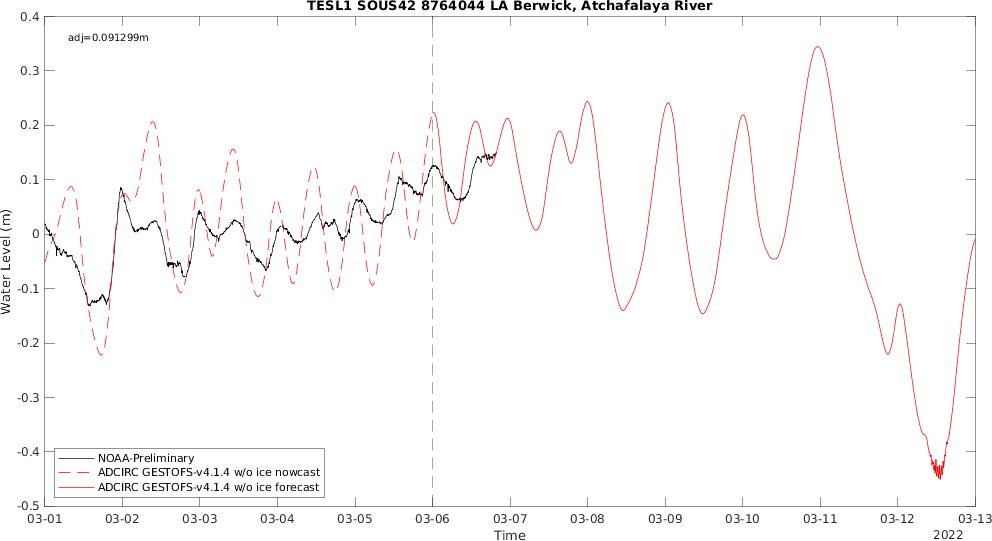 TESL1 SOUS42 8764044 LA Berwick, Atchafalaya River
adj=0.091299m
0.4
0.3
0.2
0.1
0
-0.1
-0.2
-0.3
-0.4
-0.5
Water Level (m)
NOAA-Preliminary
ADCIRC GESTOFS-v4.1.4 w/o ice nowcast
ADCIRC GESTOFS-v4.1.4 w/o ice forecast
03-01 03-02 03-03 03-04 03-05 03-06 03-07 03-08 03-09 03-10 03-11 03-12 03-13
Time
2022